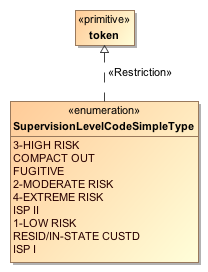 «primitive»
token
«Restriction»
«enumeration»
SupervisionLevelCodeSimpleType
3-HIGH RISK
COMPACT OUT
FUGITIVE
2-MODERATE RISK
4-EXTREME RISK
ISP II
1-LOW RISK
RESID/IN-STATE CUSTD
ISP I